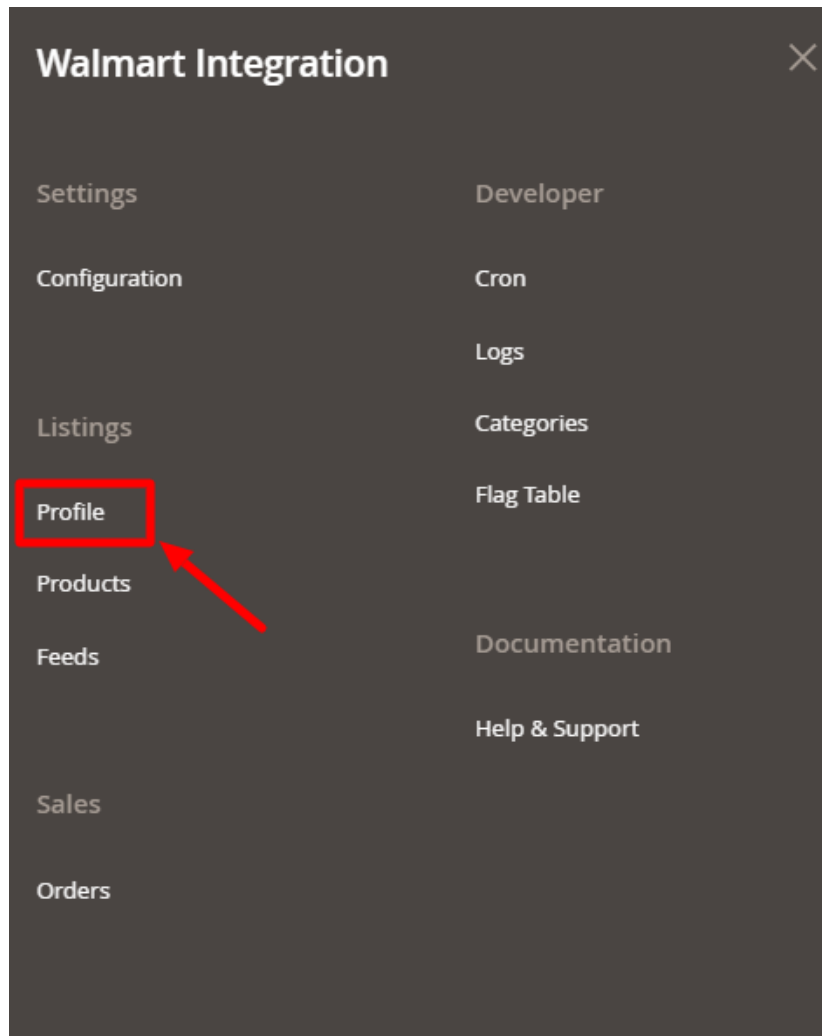 Walmart Integration
Settings
Configuration
Listings
Profile
Products
Feeds
Sales
Orders
Developer
Cron
Logs
Categories
Flag Table
Documentation
Help & Support